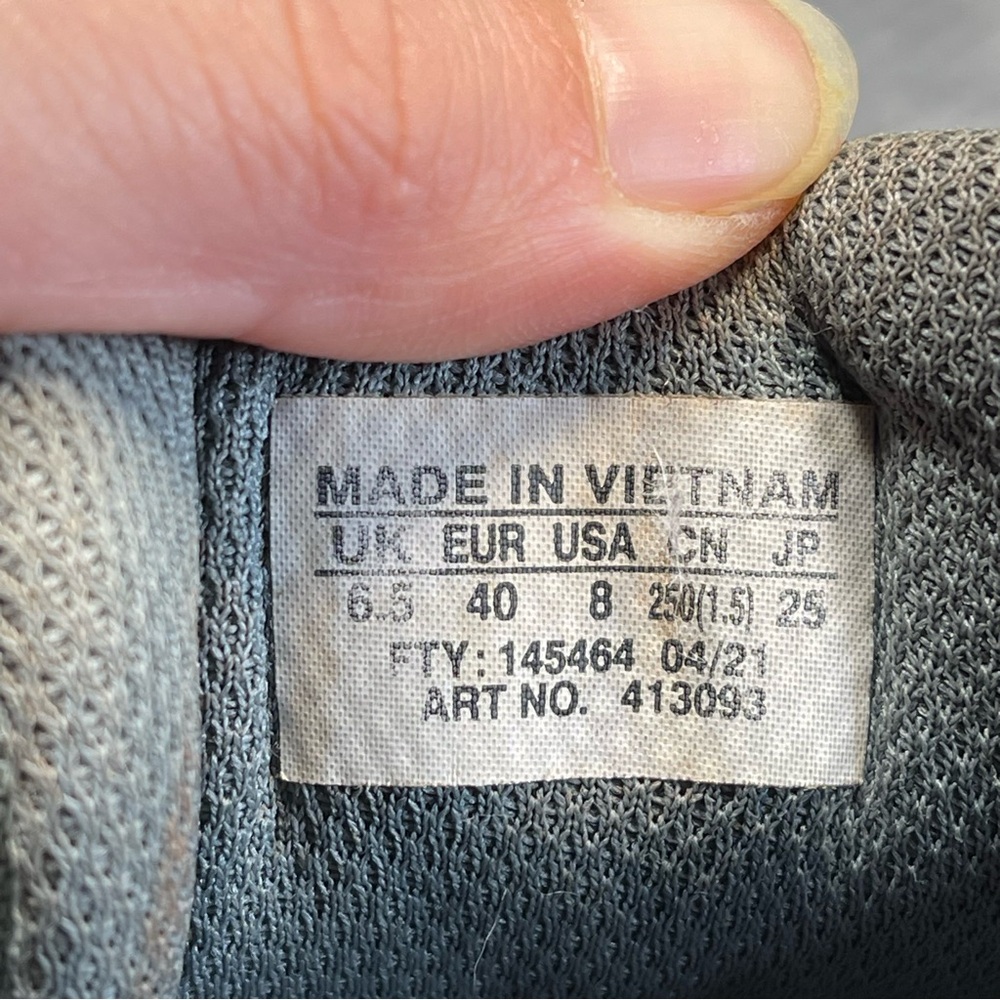 MADE IN VIETNAM
UK EUR USA CN JP
6.5 40 8 250(1.5) 25
FTY: 145464 04/21
ART NO. 413093